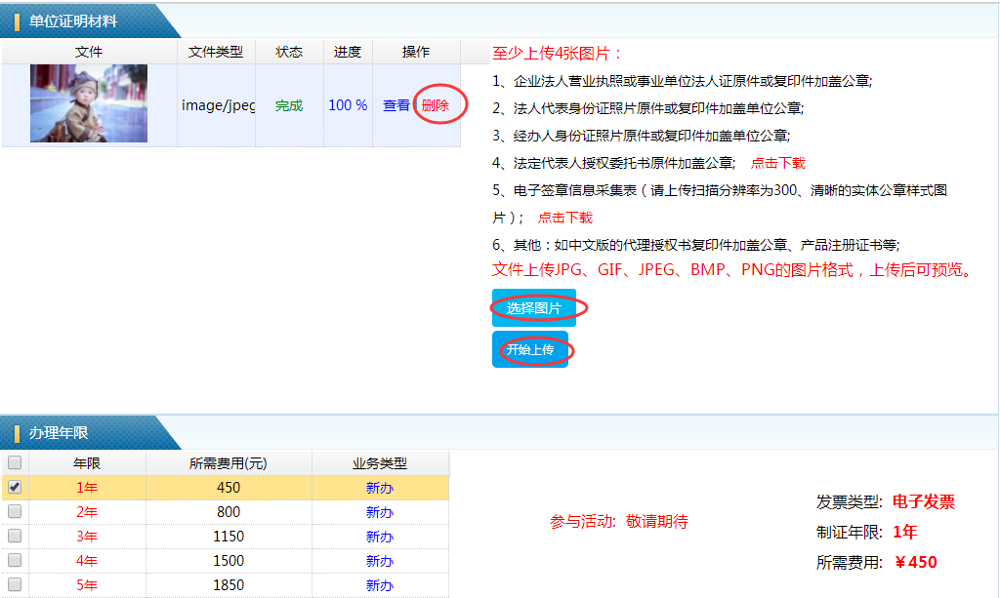 单位证明材料
文件 文件类型 状态 进度 操作
image/jpeg 完成 100 % 查看 删除
至少上传4张图片：
1、企业法人营业执照或事业单位法人证原件或复印件加盖公章;
2、法人代表身份证照片原件或复印件加盖单位公章;
3、经办人身份证照片原件或复印件加盖单位公章;
4、法定代表人授权委托书原件加盖公章; 点击下载
5、电子签章信息采集表（请上传扫描分辨率为300、清晰的实体公章样式图
片）; 点击下载
6、其他：如中文版的代理授权书复印件加盖公章、产品注册证书等;
文件上传JPG、GIF、JPEG、BMP、PNG的图片格式，上传后可预览。
选择图片
开始上传
办理年限
年限 所需费用(元) 业务类型
1年 450 新办
2年 800 新办
3年 1150 新办
4年 1500 新办
5年 1850 新办
参与活动: 敬请期待
发票类型: 电子发票
制证年限: 1年
所需费用: ￥450